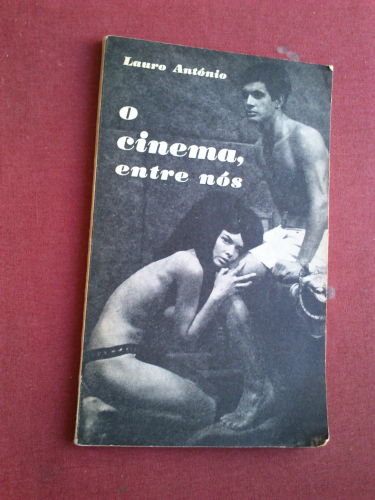 Lauro António
O
cinema,
entre nós